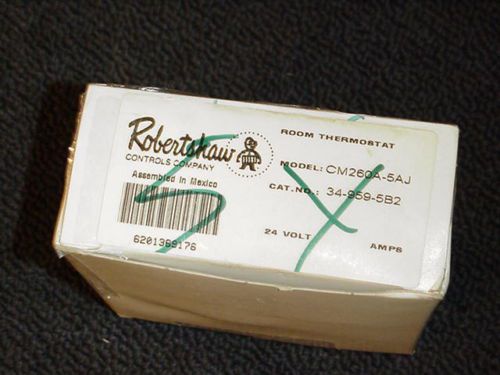 Robertshaw
CONTROLS COMPANY
Assembled in Mexico
6201369176
ROOM THERMOSTAT
MODEL: CM260A-5AJ
CAT.NO.: 34-959-5B2
24 VOLT AMPS